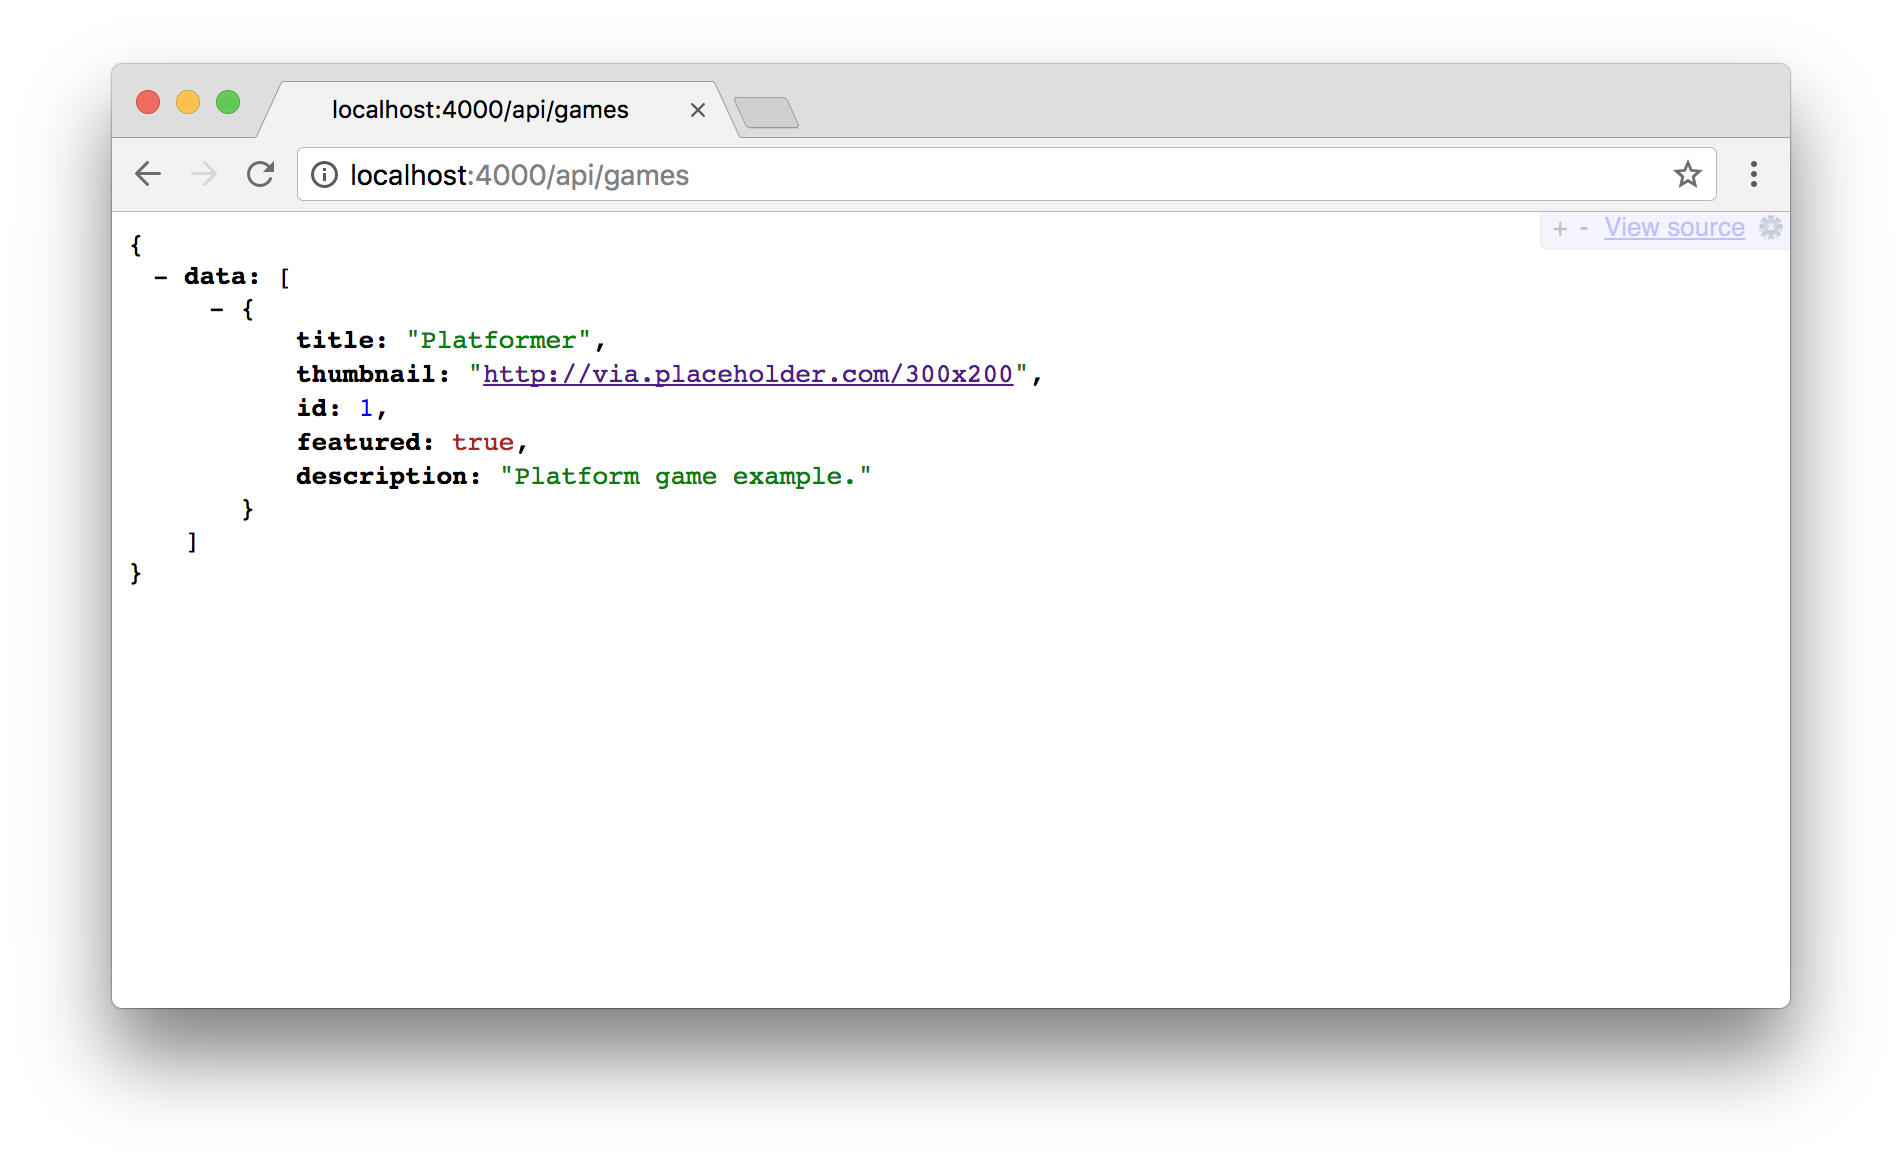 localhost:4000/api/games
localhost:4000/api/games
+ - View source
{
- data: [
- {
title: "Platformer",
thumbnail: "http://via.placeholder.com/300x200",
id: 1,
featured: true,
description: "Platform game example."
}
]
}